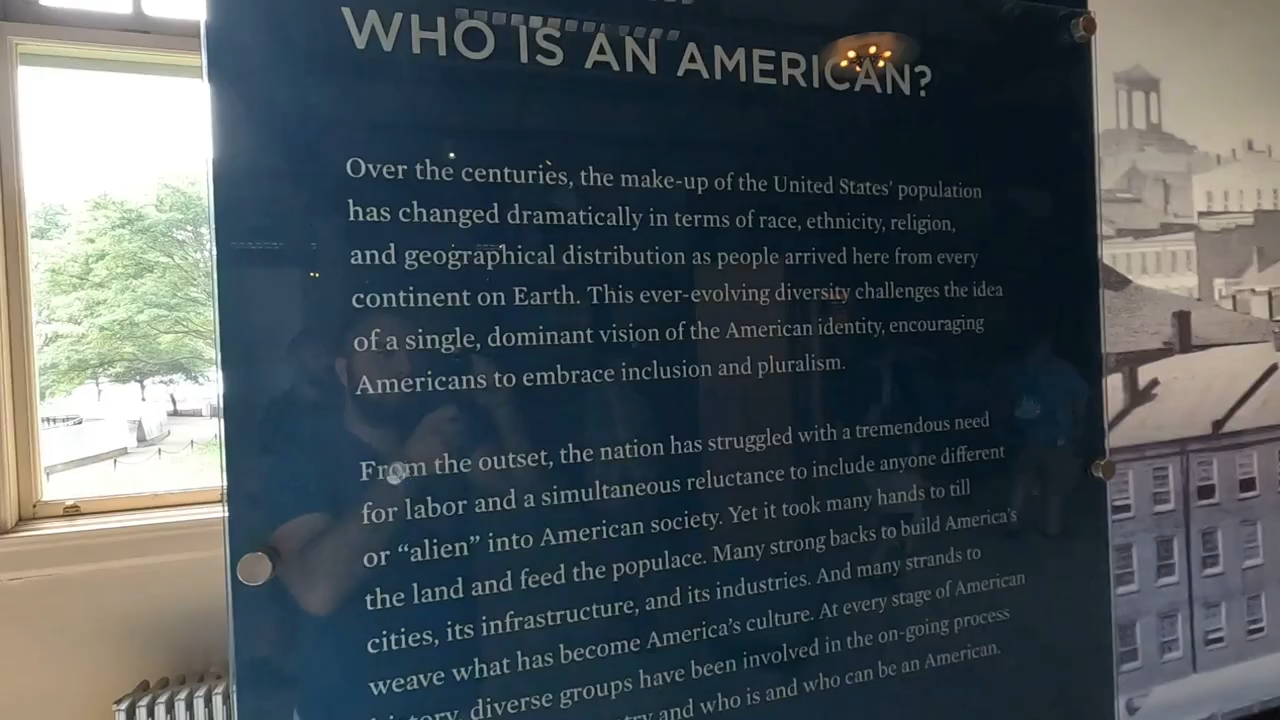 WHO IS AN AMERICAN?
Over the centuries, the make-up of the United States' population
has changed dramatically in terms of race, ethnicity, religion,
and geographical distribution as people arrived here from every
continent on Earth. This ever-evolving diversity challenges the idea
of a single, dominant vision of the American identity, encouraging
Americans to embrace inclusion and pluralism.
From the outset, the nation has struggled with a tremendous need
for labor and a simultaneous reluctance to include anyone different
or “alien” into American society. Yet it took many hands to till
the land and feed the populace. Many strong backs to build America’s
cities, its infrastructure, and its industries. And many strands to
weave what has become America’s culture. At every stage of American
diverse groups have been involved in the on-going process
and who is and who can be an American.